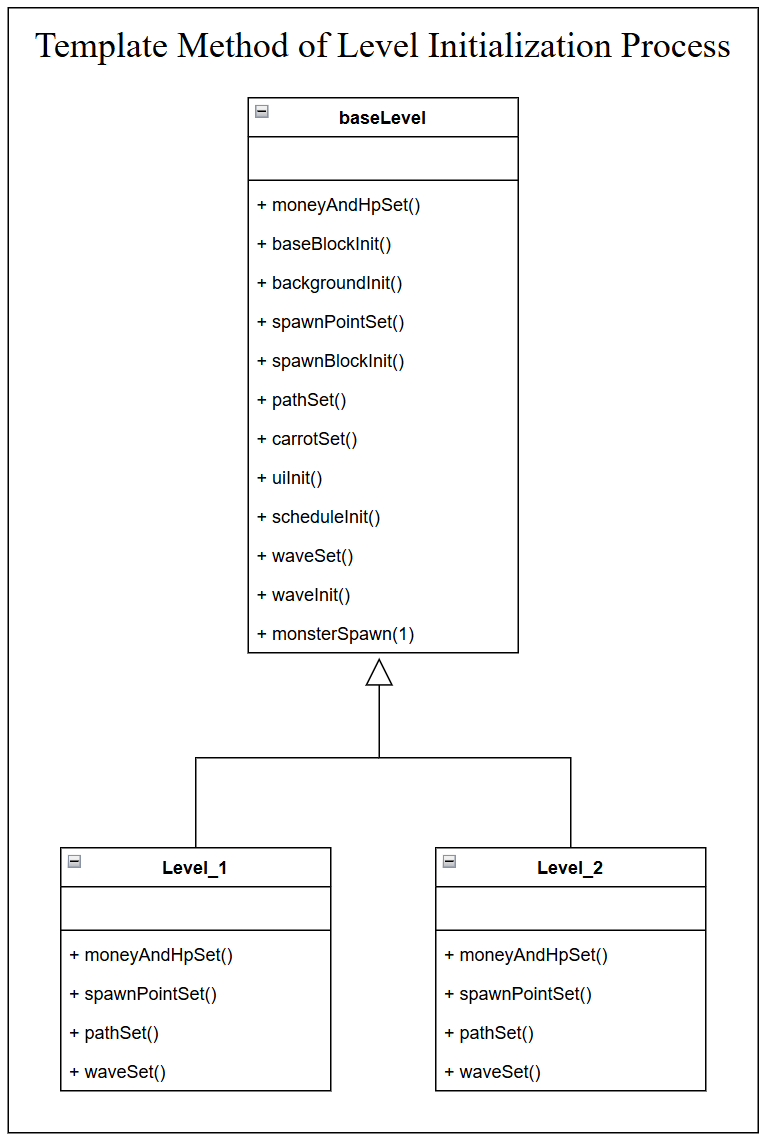 Template Method of Level Initialization Process
baseLevel
+ moneyAndHpSet()
+ baseBlockInit()
+ backgroundInit()
+ spawnPointSet()
+ spawnBlockInit()
+ pathSet()
+ carrotSet()
+ uiInit()
+ scheduleInit()
+ waveSet()
+ waveInit()
+ monsterSpawn(1)
Level_1
+ moneyAndHpSet()
+ spawnPointSet()
+ pathSet()
+ waveSet()
Level_2
+ moneyAndHpSet()
+ spawnPointSet()
+ pathSet()
+ waveSet()